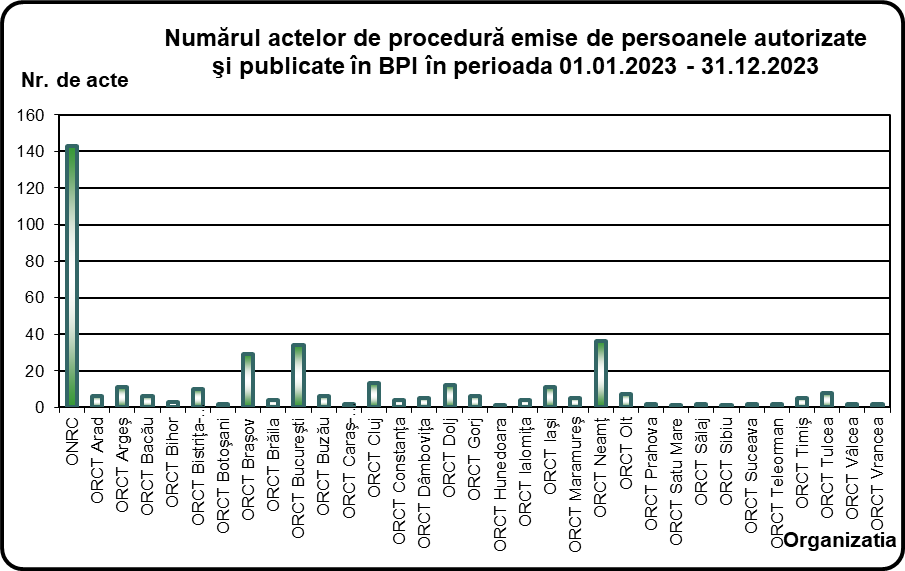 Numărul actelor de procedură emise de persoanele autorizate
şi publicate în BPI în perioada 01.01.2023 - 31.12.2023
Nr. de acte
160
140
120
100
80
60
40
20
0
ONRC
ORCT Arad
ORCT Argeş
ORCT Bacău
ORCT Bihor
ORCT Bistriţa-...
ORCT Botoşani
ORCT Braşov
ORCT Brăila
ORCT Bucureşti
ORCT Buzău
ORCT Caraş-...
ORCT Cluj
ORCT Constanţa
ORCT Dâmboviţa
ORCT Dolj
ORCT Gorj
ORCT Hunedoara
ORCT Ialomiţa
ORCT Iaşi
ORCT Maramureş
ORCT Neamţ
ORCT Olt
ORCT Prahova
ORCT Satu Mare
ORCT Sălaj
ORCT Sibiu
ORCT Suceava
ORCT Teleorman
ORCT Timiş
ORCT Tulcea
ORCT Vâlcea
ORCT Vrancea
Organizatia